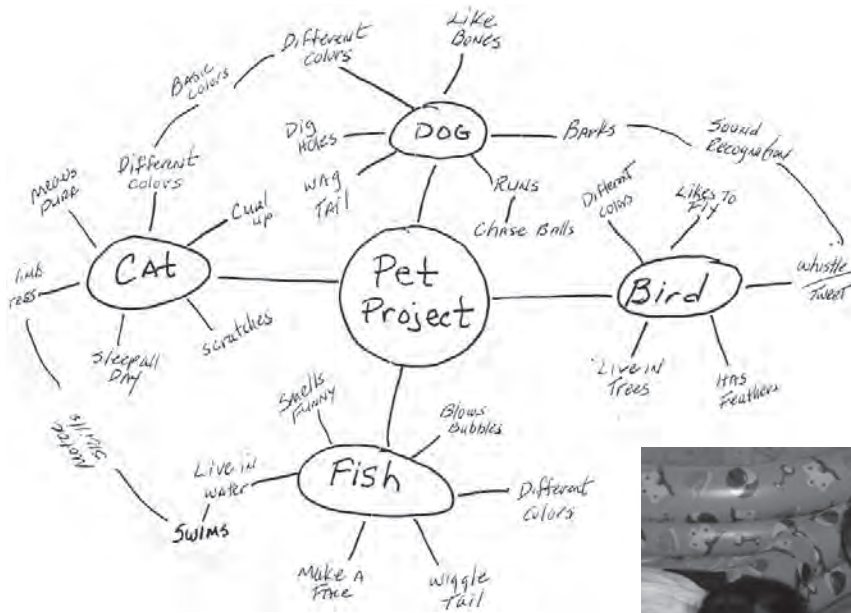 Like
Bones
Different
Colors
Basic
Colors
Dig
Holes
DOG
Barks
Sound
Recognition
Wag
Tail
Runs
Chase Balls
Different
Colors
Meows
Purr
Curl
up
Cat
Scratches
Sleep all
Day
Pet
Project
Different
Colors
Likes To
Fly
Bird
Whistle
Tweet
Live in
Trees
Has
Feathers
Motor
Skills
Smells
Funny
Blows
Bubbles
Live in
Water
Fish
Different
Colors
Swims
Make A
Face
Wiggle
Tail